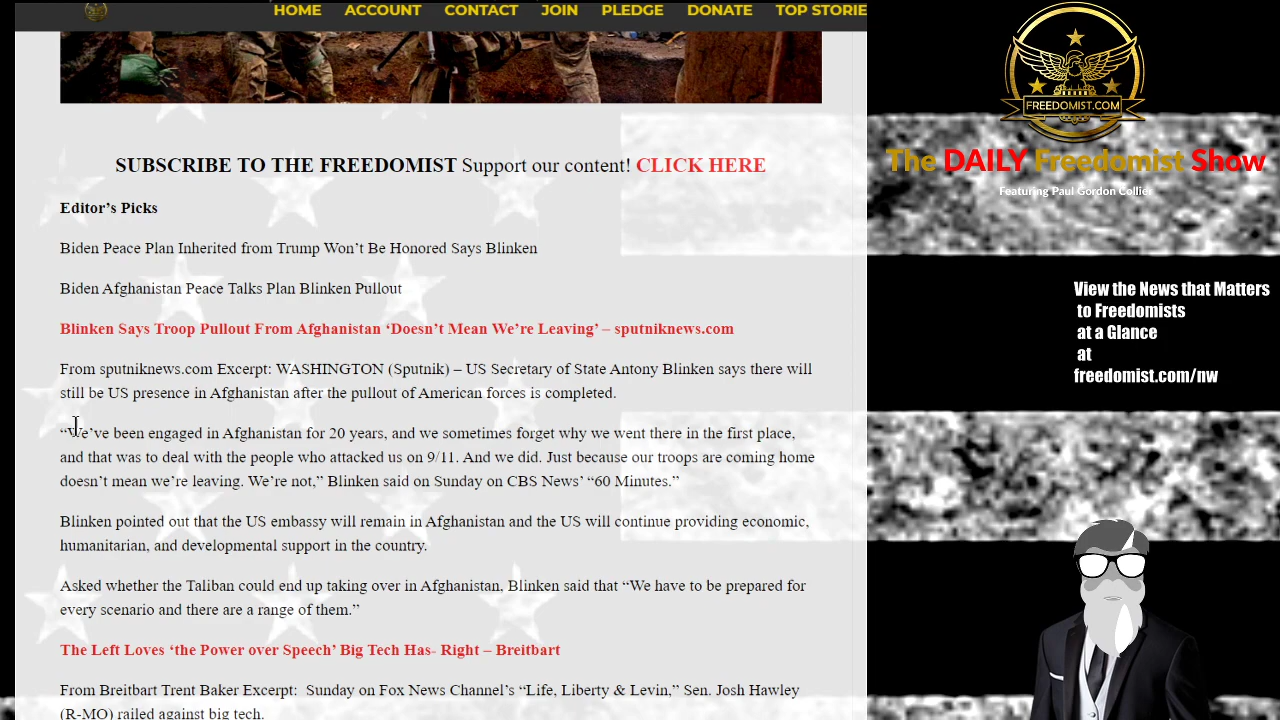 HOME ACCOUNT CONTACT JOIN PLEDGE DONATE TOP STORIE
SUBSCRIBE TO THE FREEDOMIST Support our content! CLICK HERE
Editor’s Picks
Biden Peace Plan Inherited from Trump Won’t Be Honored Says Blinken
Biden Afghanistan Peace Talks Plan Blinken Pullout
Blinken Says Troop Pullout From Afghanistan ‘Doesn’t Mean We’re Leaving’ – sputniknews.com
From sputniknews.com Excerpt: WASHINGTON (Sputnik) – US Secretary of State Antony Blinken says there will
still be US presence in Afghanistan after the pullout of American forces is completed.
“We’ve been engaged in Afghanistan for 20 years, and we sometimes forget why we went there in the first place,
and that was to deal with the people who attacked us on 9/11. And we did. Just because our troops are coming home
doesn’t mean we’re leaving. We’re not,” Blinken said on Sunday on CBS News’ “60 Minutes.”
Blinken pointed out that the US embassy will remain in Afghanistan and the US will continue providing economic,
humanitarian, and developmental support in the country.
Asked whether the Taliban could end up taking over in Afghanistan, Blinken said that “We have to be prepared for
every scenario and there are a range of them.”
The Left Loves ‘the Power over Speech’ Big Tech Has- Right – Breitbart
From Breitbart Trent Baker Excerpt: Sunday on Fox News Channel’s “Life, Liberty & Levin,” Sen. Josh Hawley
(R-MO) railed against big tech.
FREEDOMIST.COM
The DAILY Freedomist Show
Featuring Paul Gordon Collier
View the News that Matters
to Freedomists
at a Glance
at
freedomist.com/nw